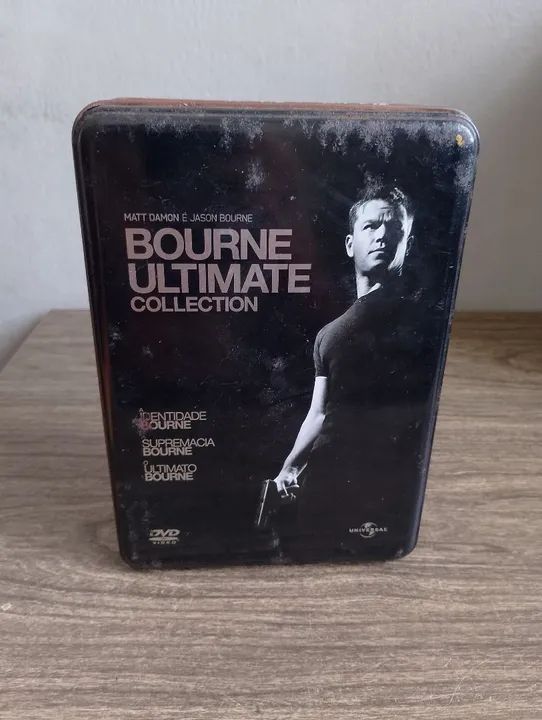 MATT DAMON É JASON BOURNE
BOURNE
ULTIMATE
COLLECTION
IDENTIDADE
BOURNE
SUPREMACIA
BOURNE
ULTIMATO
BOURNE
DVD
VIDEO
UNIVERSAL